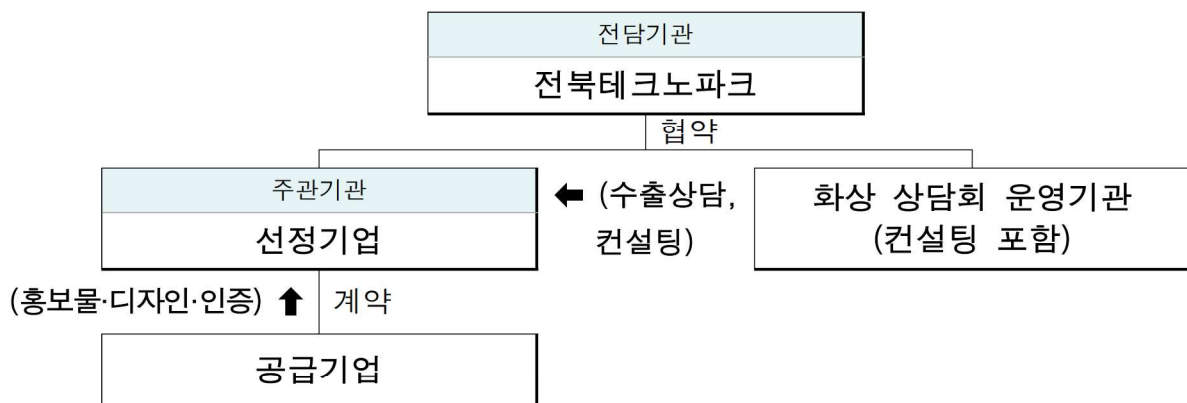 전담기관
전북테크노파크
협약
주관기관
선정기업
(수출상담,
컨설팅)
화상 상담회 운영기관
(컨설팅 포함)
(홍보물·디자인·인증)
계약
공급기업